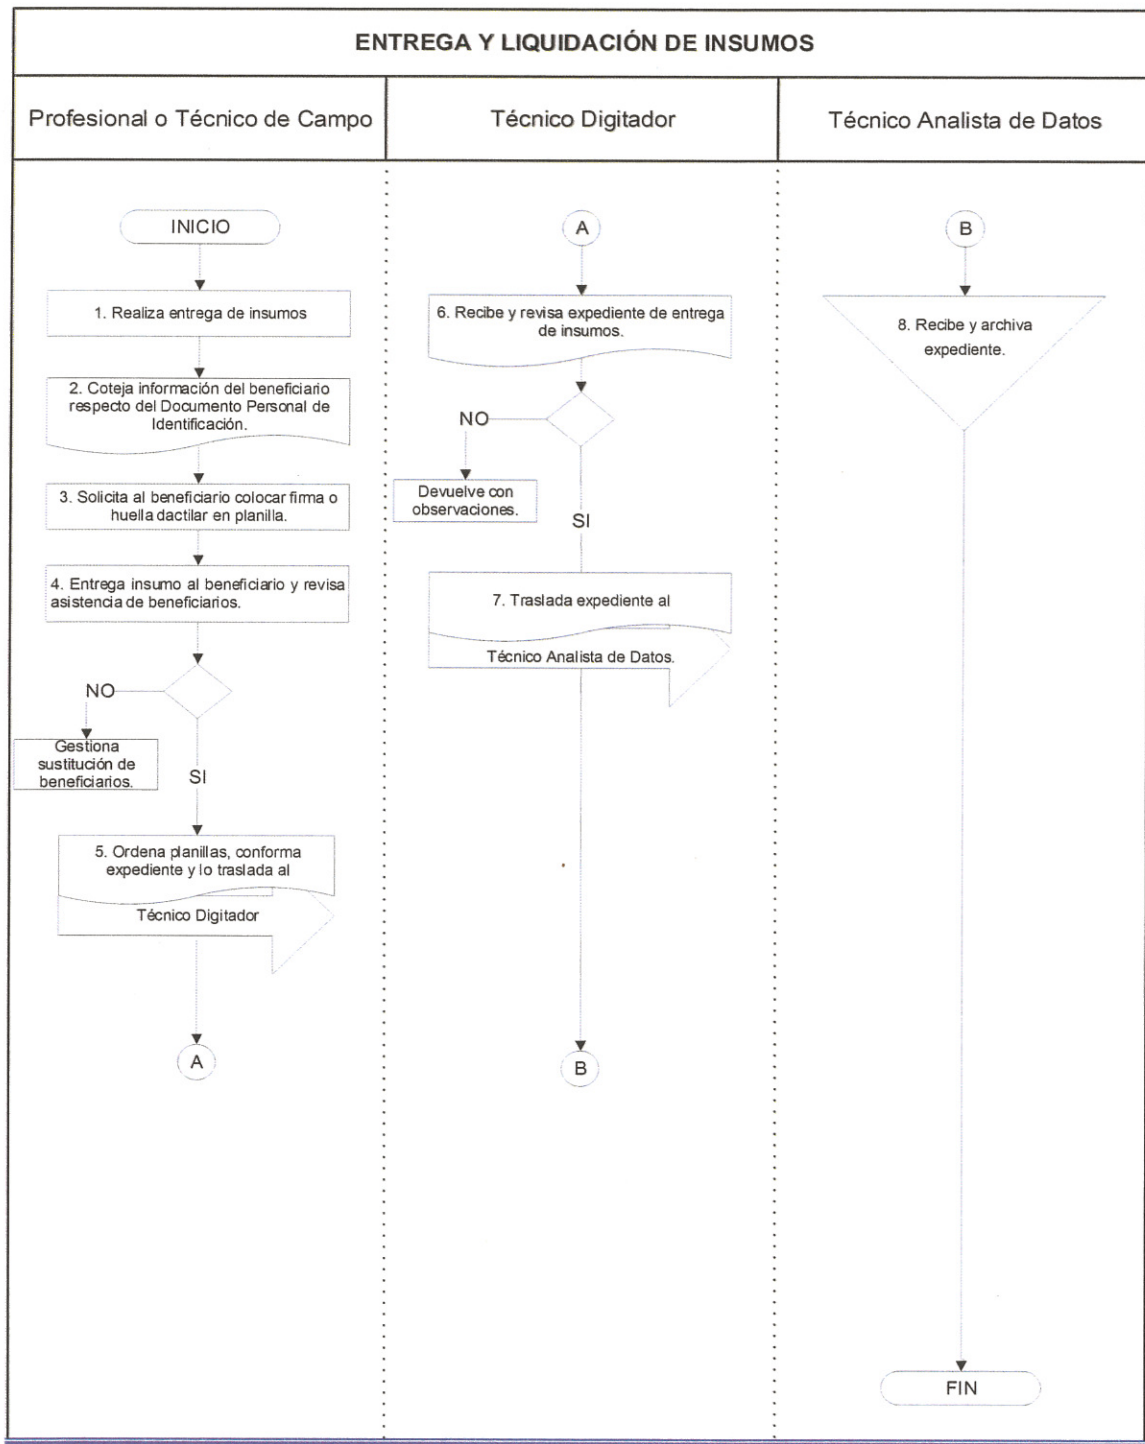 ENTREGA Y LIQUIDACIÓN DE INSUMOS
Profesional o Técnico de Campo
Técnico Digitador
Técnico Analista de Datos
INICIO
1. Realiza entrega de insumos
2. Coteja información del beneficiario
respecto del Documento Personal de
Identificación.
3. Solicita al beneficiario colocar firma o
huella dactilar en planilla.
4. Entrega insumo al beneficiario y revisa
asistencia de beneficiarios.
NO
Gestiona
sustitución de
beneficiarios.
SI
5. Ordena planillas, conforma
expediente y lo traslada al
Técnico Digitador
A
A
6. Recibe y revisa expediente de entrega
de insumos.
NO
Devuelve con
observaciones.
SI
7. Traslada expediente al
Técnico Analista de Datos.
B
B
8. Recibe y archiva
expediente.
FIN